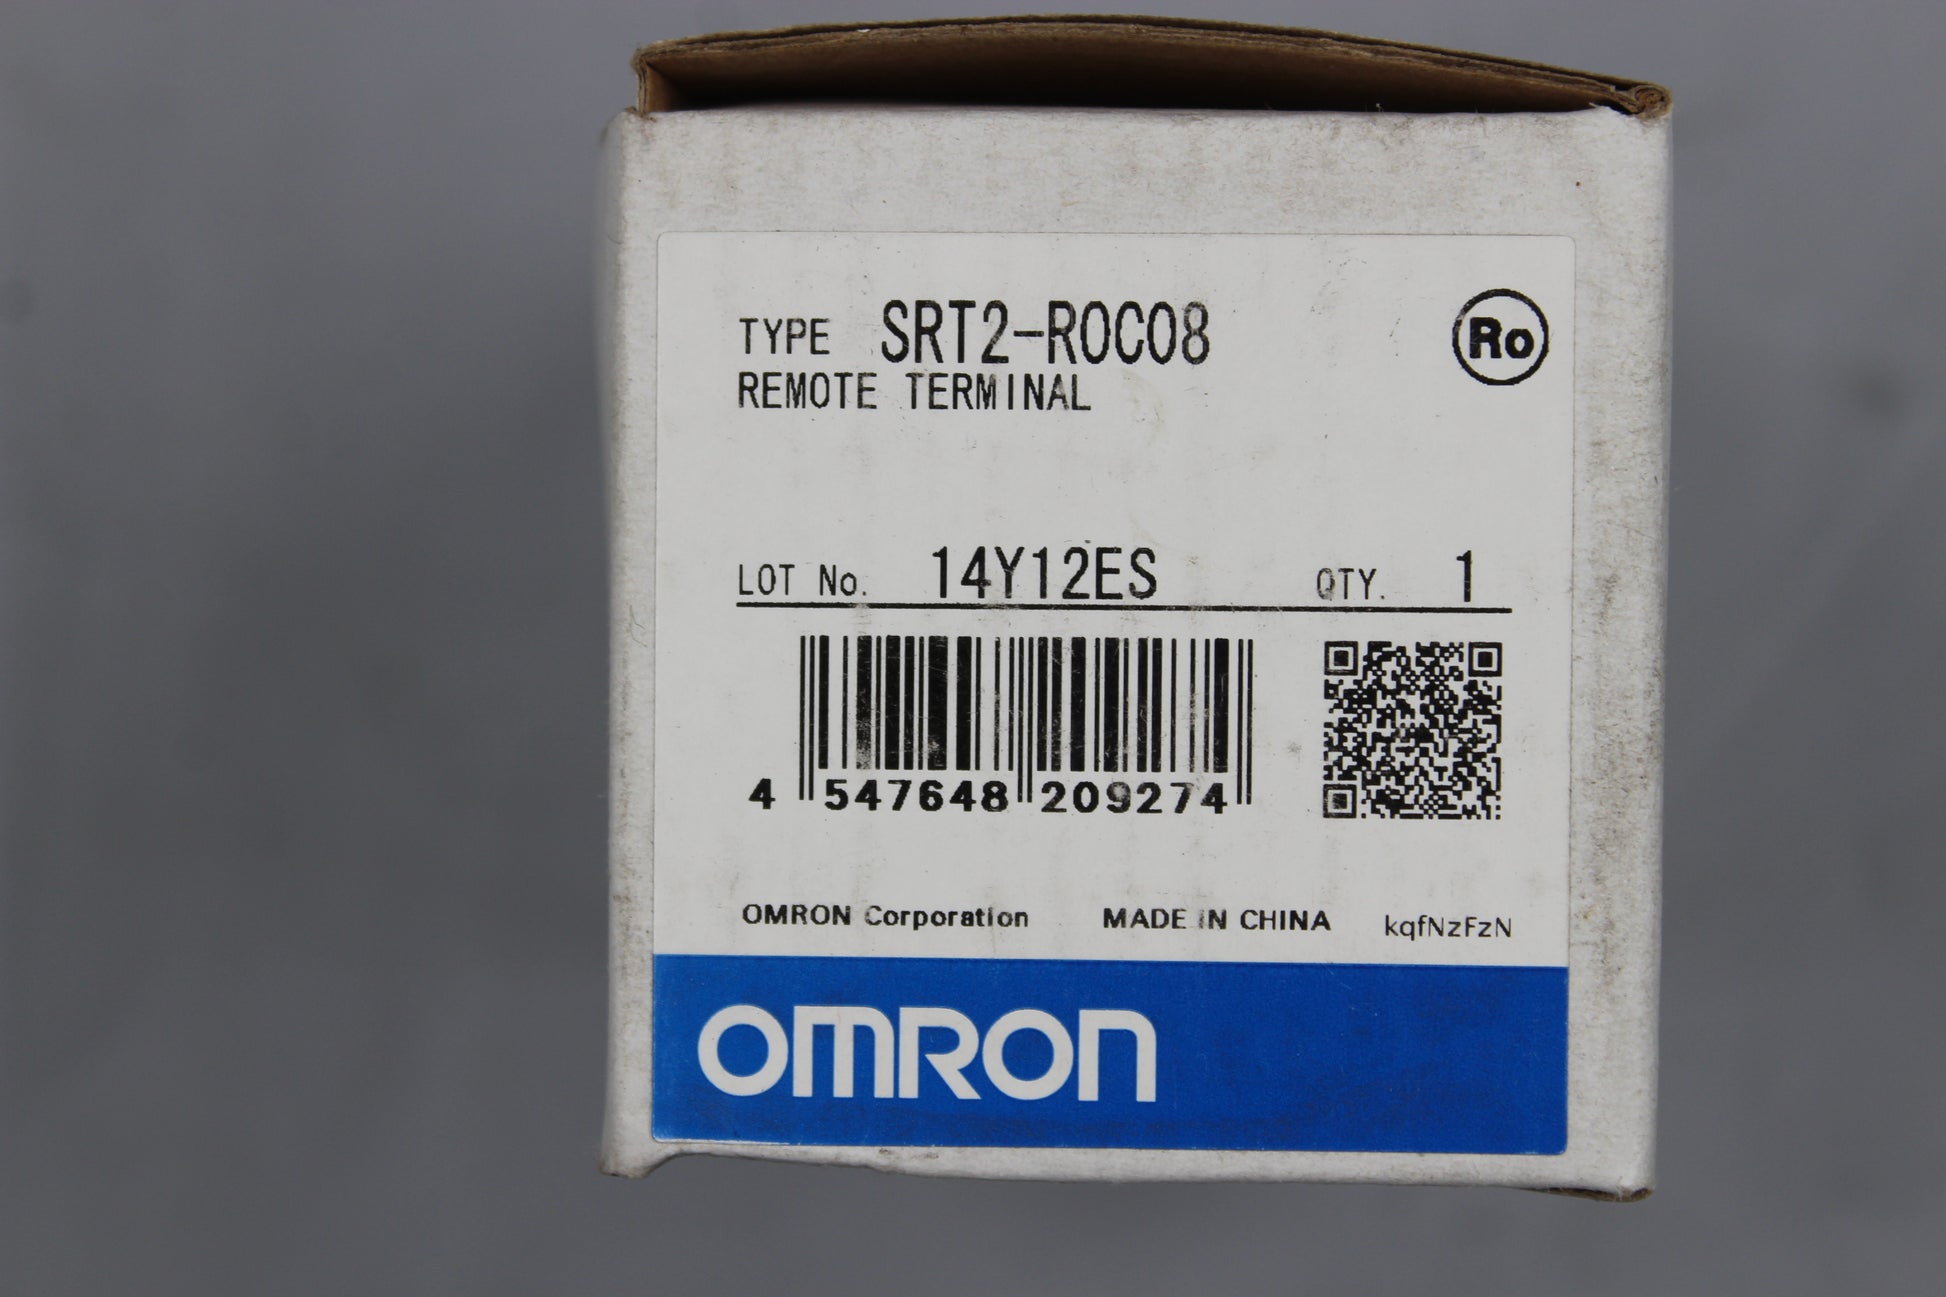 TYPE SRT2-ROC08
Ro
REMOTE TERMINAL
LOT No. 14Y12ES QTY. 1
4 547648 209274
OMRON Corporation MADE IN CHINA kqfNzFzN
OMRON